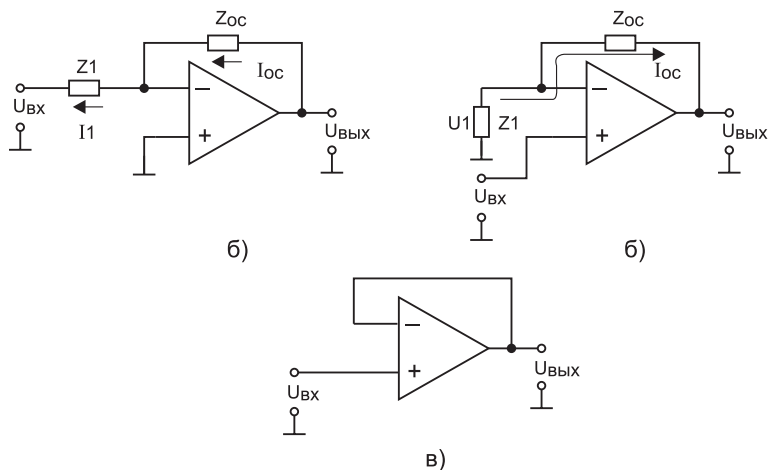 Zос
Z1
Iос
Uвх
I1
−
+
Uвых
б)
Zос
Iос
U1 Z1
−
+
Uвх
Uвых
б)
−
+
Uвх
Uвых
в)